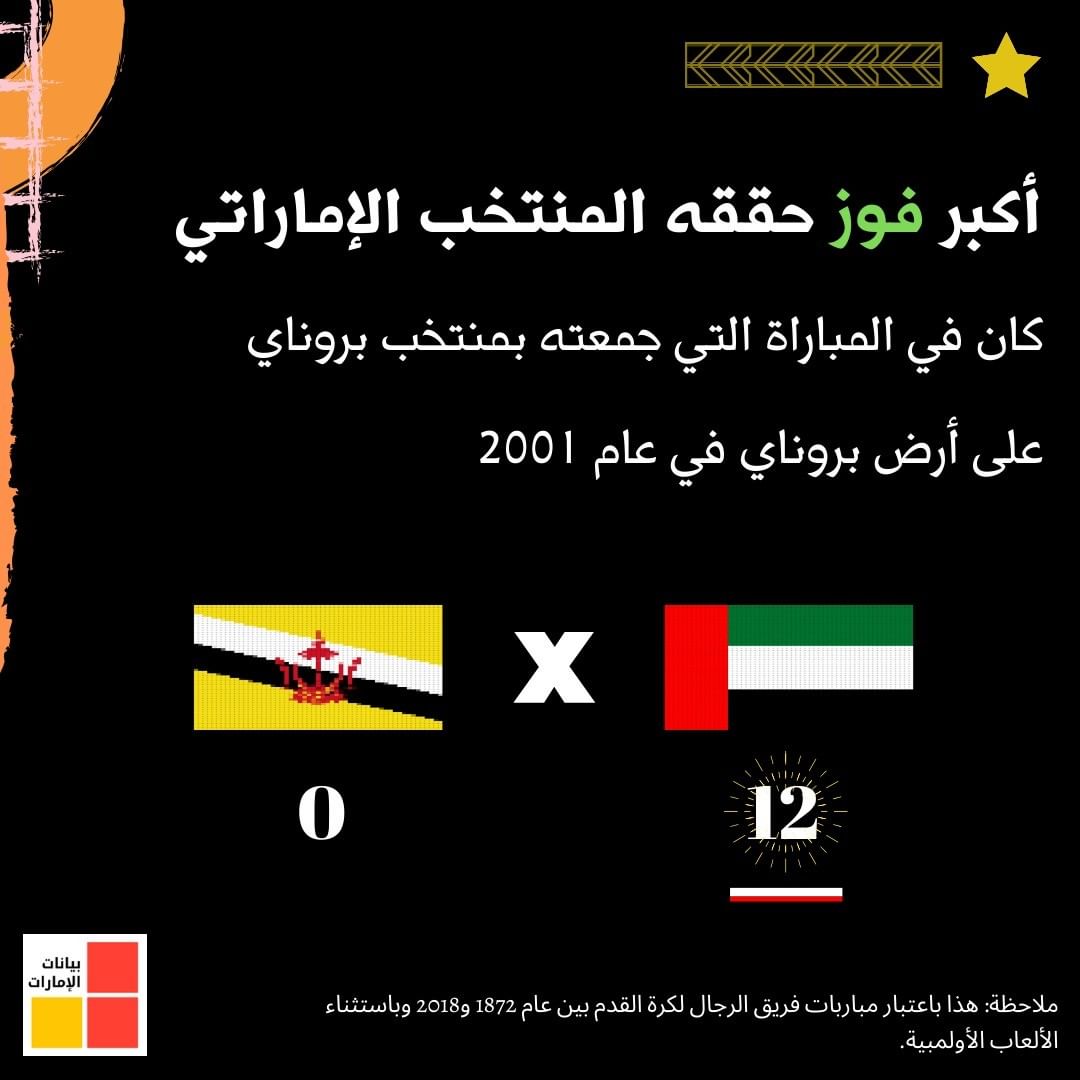 أكبر فوز حققه المنتخب الإماراتي
كان في المباراة التي جمعته بمنتخب بروناي
على أرض بروناي في عام 2001
X
0
12
بيانات
الإمارات
ملاحظة: هذا باعتبار مباريات فريق الرجال لكرة القدم بين عام 1872 و2018 وباستثناء
الألعاب الأولمبية.